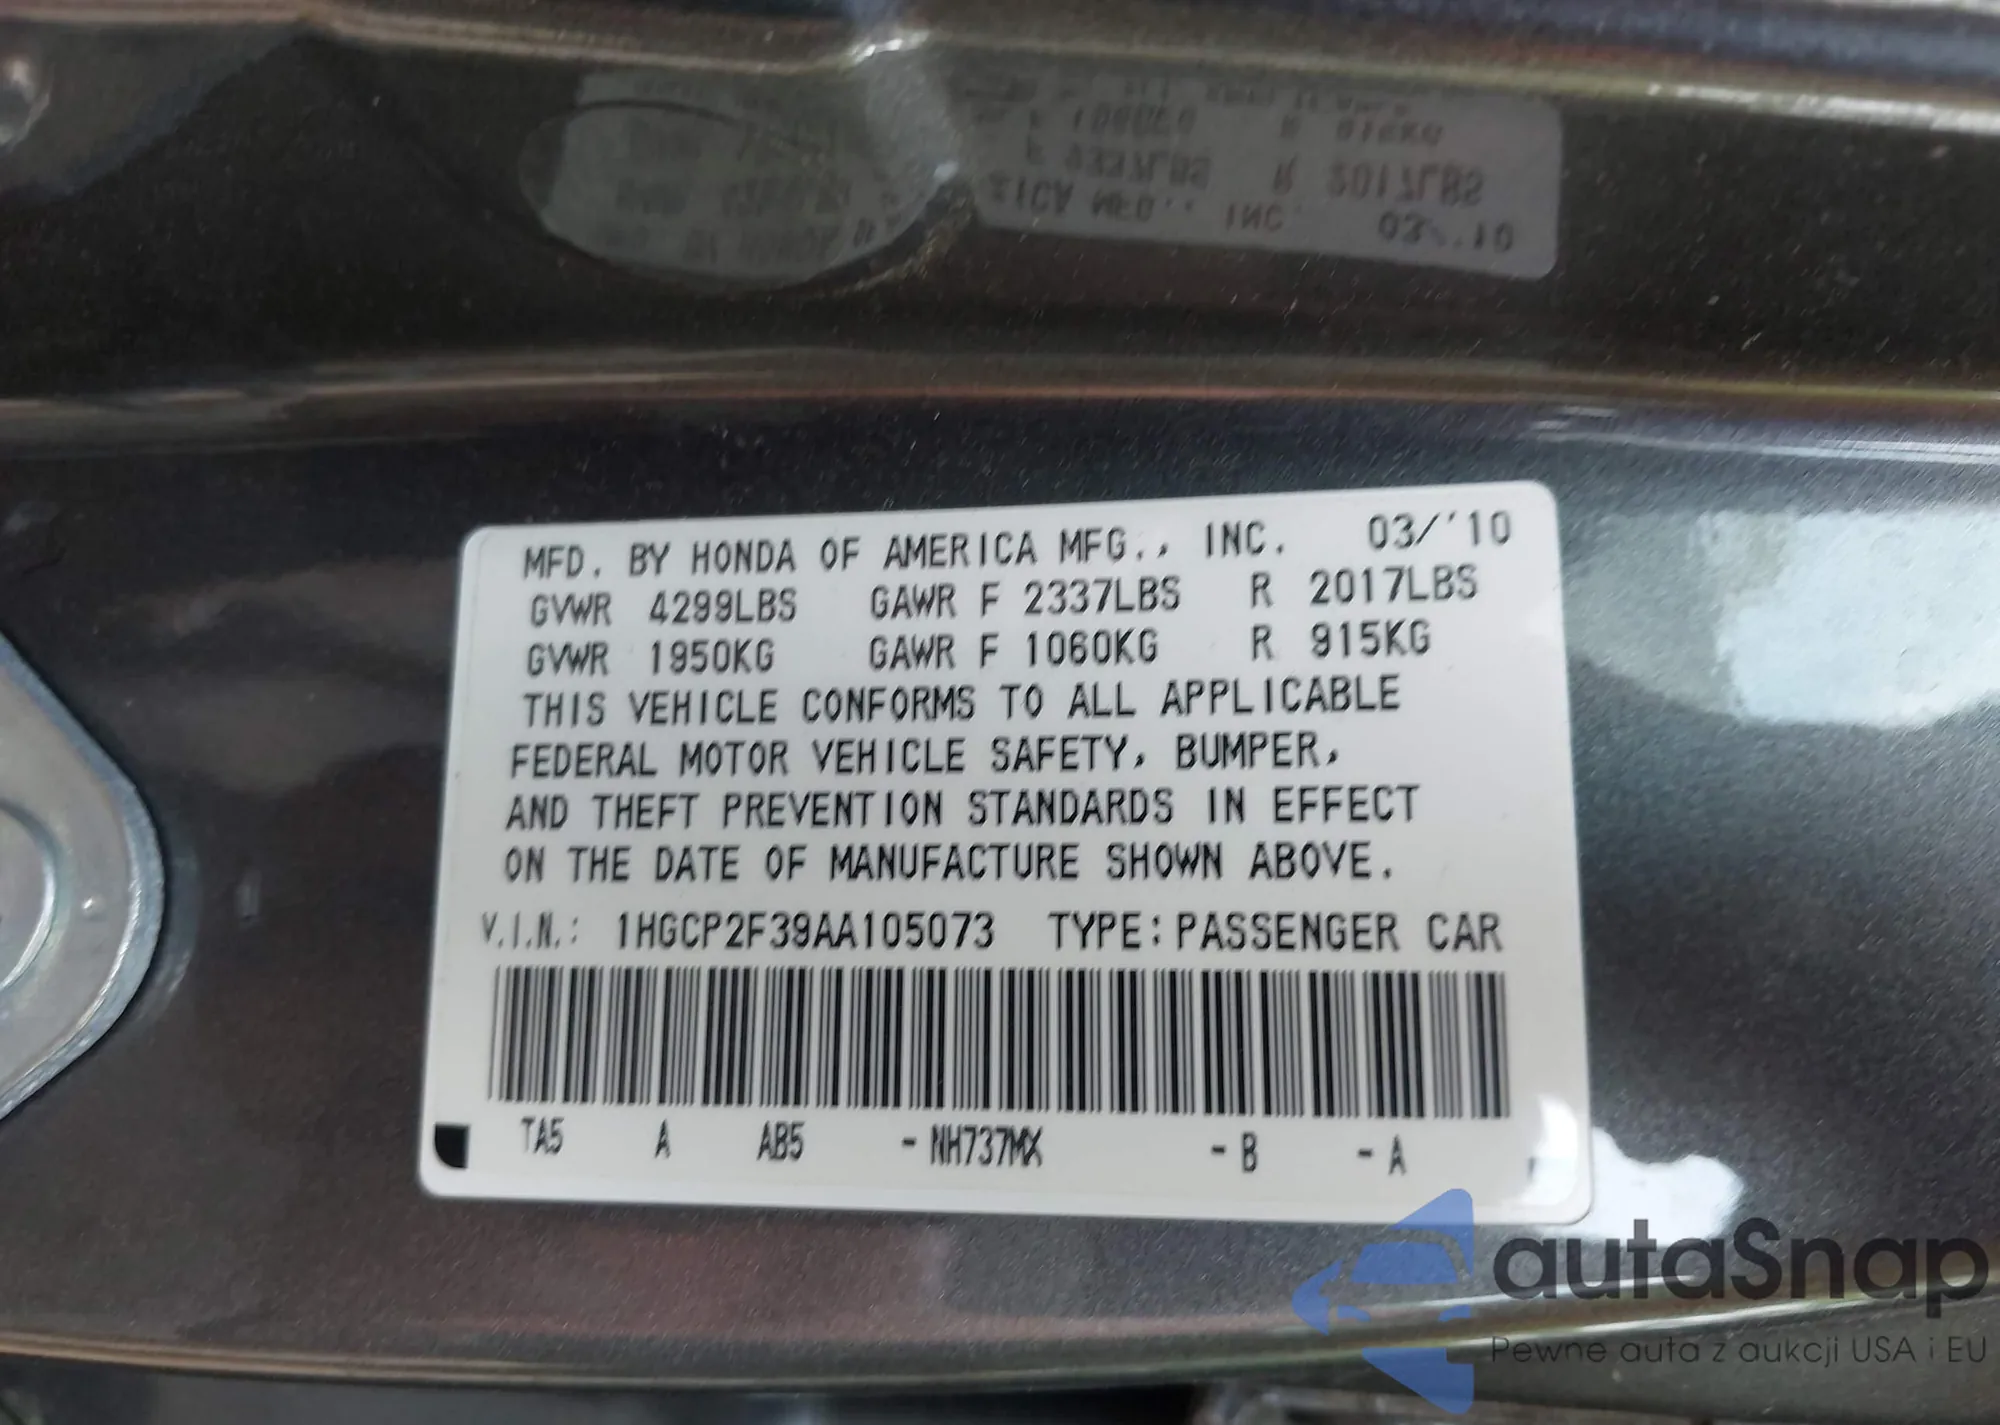 MFD. BY HONDA OF AMERICA MFG., INC. 03/'10
GVWR 4299LBS GAWR F 2337LBS R 2017LBS
GVWR 1950KG GAWR F 1060KG R 915KG
THIS VEHICLE CONFORMS TO ALL APPLICABLE
FEDERAL MOTOR VEHICLE SAFETY, BUMPER,
AND THEFT PREVENTION STANDARDS IN EFFECT
ON THE DATE OF MANUFACTURE SHOWN ABOVE.
V.I.N.: 1HGCP2F39AA105073 TYPE:PASSENGER CAR
TA5 A AB5 -NH737MX -B -A
autaSnap
Pewne auta z aukcji USA i EU